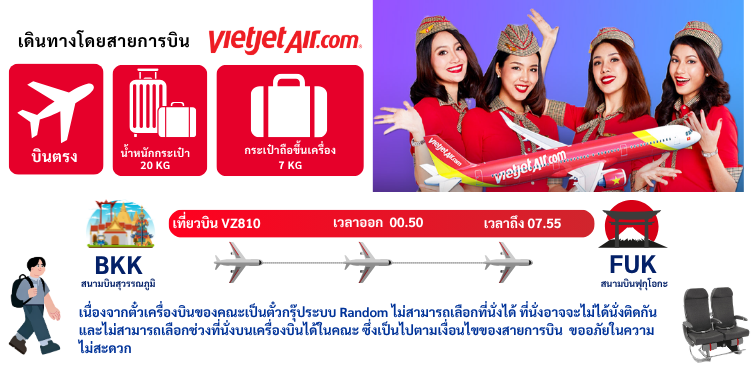 เดินทางโดยสายการบิน vietjetAir.com
บินตรง
น้ำหนักกระเป๋า
20 KG
กระเป๋าถือขึ้นเครื่อง
7 KG
vietjetAir.com
vietjetAir.com
เที่ยวบิน VZ810 เวลาออก 00.50 เวลาถึง 07.55
BKK
สนามบินสุวรรณภูมิ
FUK
สนามบินฟุกุโอกะ
เนื่องจากตั๋วเครื่องบินของคณะเป็นตั๋วกรุ๊ประบบ Random ไม่สามารถเลือกที่นั่งได้ ที่นั่งอาจจะไม่ได้นั่งติดกัน
และไม่สามารถเลือกช่วงที่นั่งบนเครื่องบินได้ในคณะ ซึ่งเป็นไปตามเงื่อนไขของสายการบิน ขออภัยในความ
ไม่สะดวก